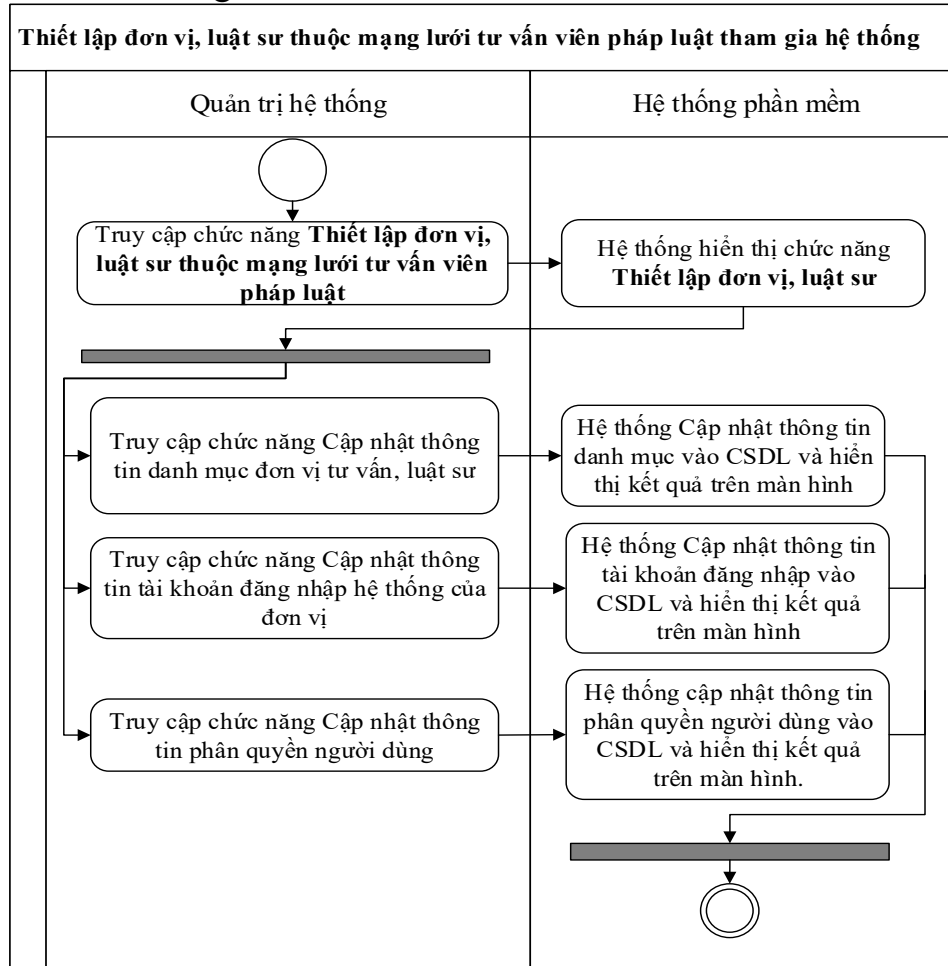 Thiết lập đơn vị, luật sư thuộc mạng lưới tư vấn viên pháp luật tham gia hệ thống
Quản trị hệ thống
Hệ thống phần mềm
Truy cập chức năng Thiết lập đơn vị,
luật sư thuộc mạng lưới tư vấn viên
pháp luật
Hệ thống hiển thị chức năng
Thiết lập đơn vị, luật sư
Truy cập chức năng Cập nhật thông
tin danh mục đơn vị tư vấn, luật sư
Hệ thống Cập nhật thông tin
danh mục vào CSDL và hiển
thị kết quả trên màn hình
Truy cập chức năng Cập nhật thông
tin tài khoản đăng nhập hệ thống của
đơn vị
Hệ thống Cập nhật thông tin
tài khoản đăng nhập vào
CSDL và hiển thị kết quả
trên màn hình
Truy cập chức năng Cập nhật thông
tin phân quyền người dùng
Hệ thống cập nhật thông tin
phân quyền người dùng vào
CSDL và hiển thị kết quả
trên màn hình.